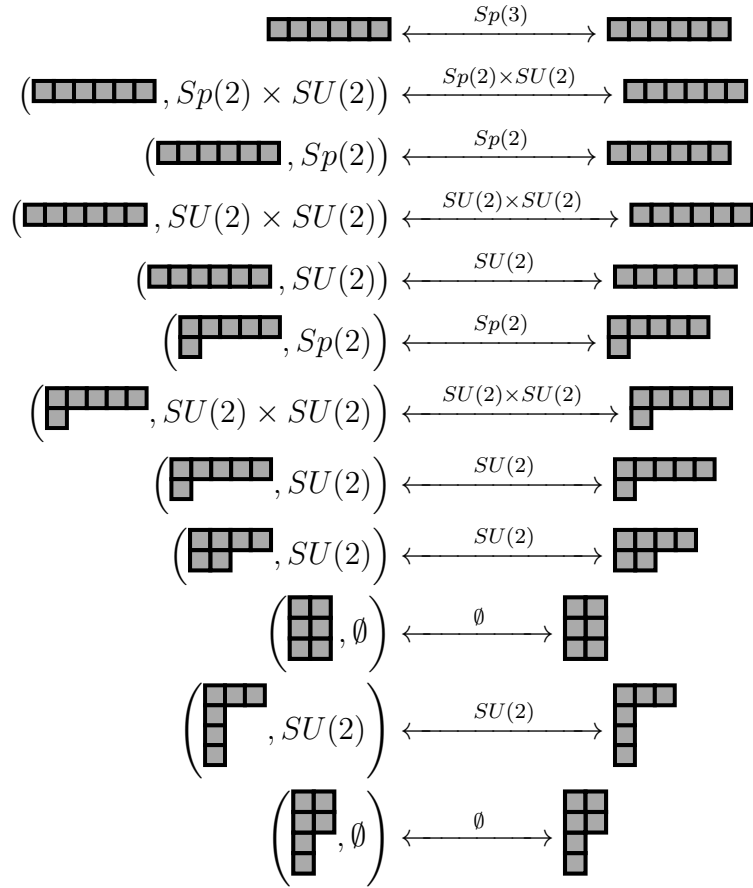 Sp(3)
( , Sp(2) × SU(2)) Sp(2)×SU(2)
( , Sp(2)) Sp(2)
( , SU(2) × SU(2)) SU(2)×SU(2)
( , SU(2)) SU(2)
( , Sp(2)) Sp(2)
( , SU(2) × SU(2)) SU(2)×SU(2)
( , SU(2)) SU(2)
( , SU(2)) SU(2)
( , ∅) ∅
( , SU(2)) SU(2)
( , ∅) ∅